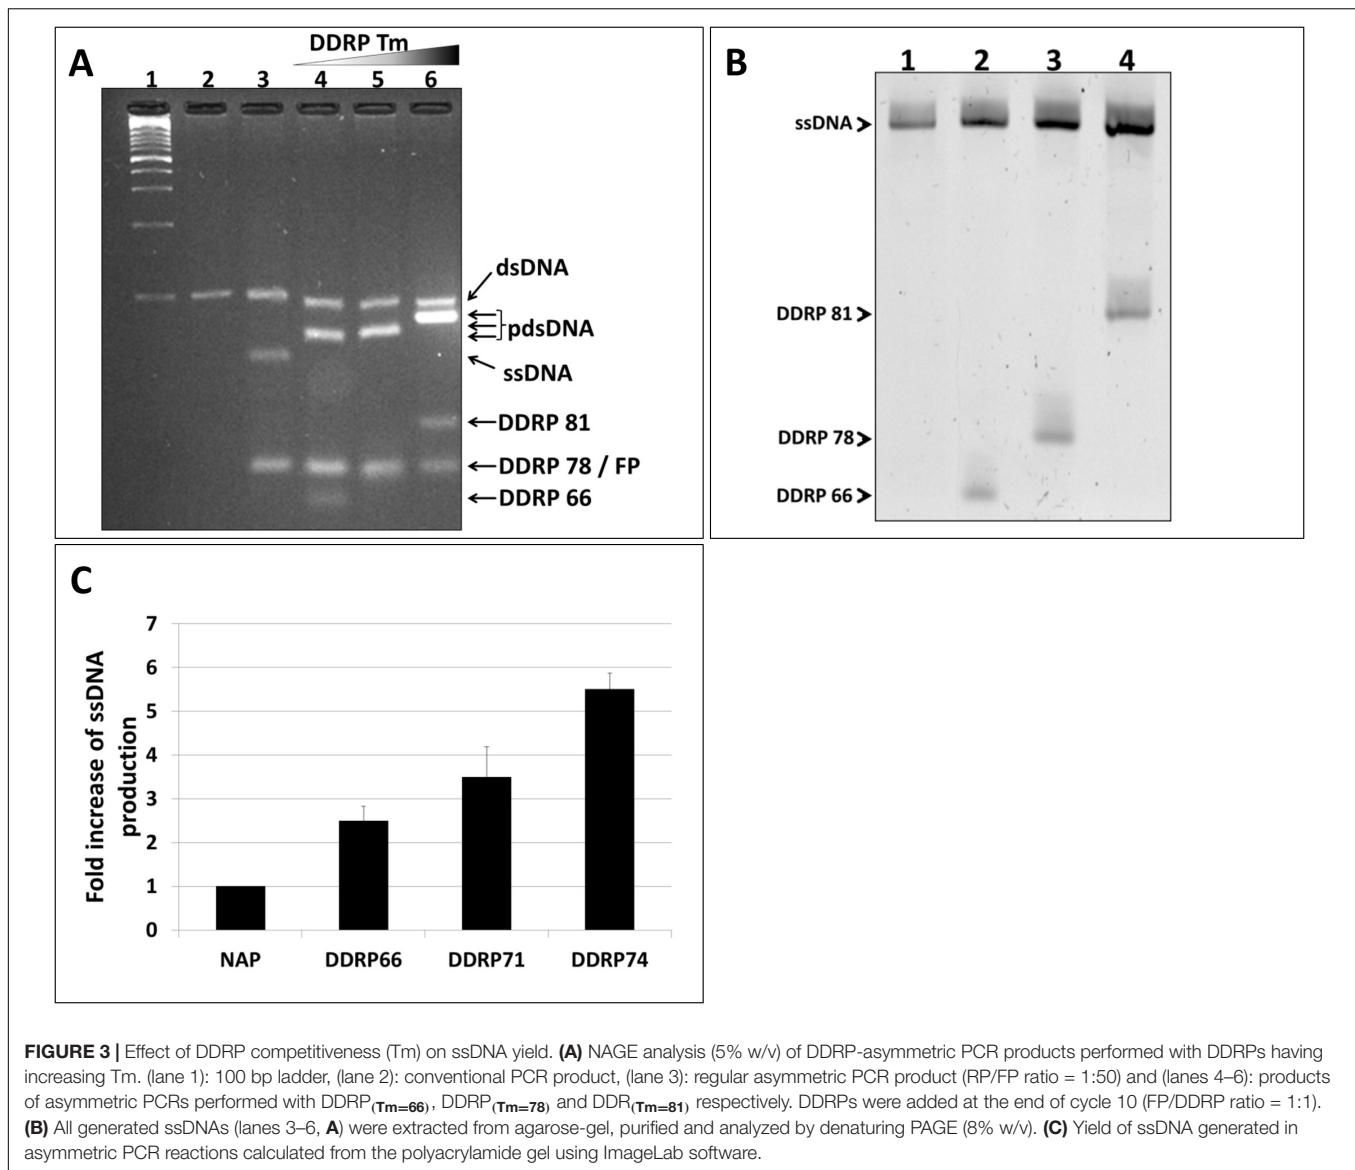 A
DDRP Tm
1 2 3 4 5 6
dsDNA
pdsDNA
ssDNA
DDRP 81
DDRP 78 / FP
DDRP 66
B
1 2 3 4
ssDNA
DDRP 81
DDRP 78
DDRP 66
C
Fold increase of ssDNA
production
7
6
5
4
3
2
1
0
NAP DDRP66 DDRP71 DDRP74
FIGURE 3 | Effect of DDRP competitiveness (Tm) on ssDNA yield. (A) NAGE analysis (5% w/v) of DDRP-asymmetric PCR products performed with DDRPs having
increasing Tm. (lane 1): 100 bp ladder, (lane 2): conventional PCR product, (lane 3): regular asymmetric PCR product (RP/FP ratio = 1:50) and (lanes 4–6): products
of asymmetric PCRs performed with DDRP(Tm=66), DDRP(Tm=78) and DDR(Tm=81) respectively. DDRPs were added at the end of cycle 10 (FP/DDRP ratio = 1:1).
(B) All generated ssDNAs (lanes 3–6, A) were extracted from agarose-gel, purified and analyzed by denaturing PAGE (8% w/v). (C) Yield of ssDNA generated in
asymmetric PCR reactions calculated from the polyacrylamide gel using ImageLab software.